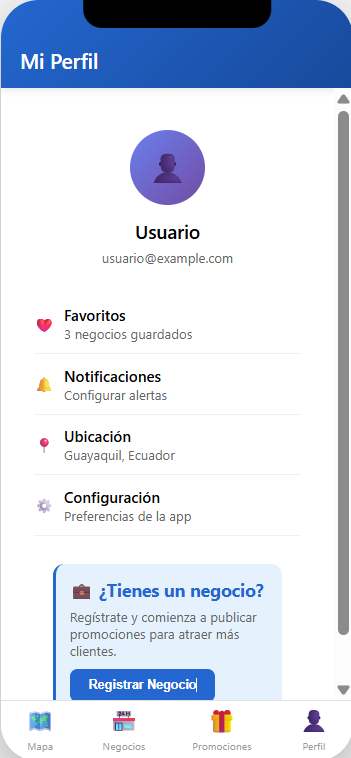 Mi Perfil
Usuario
usuario@example.com
Favoritos
3 negocios guardados
Notificaciones
Configurar alertas
Ubicación
Guayaquil, Ecuador
Configuración
Preferencias de la app
¿Tienes un negocio?
Regístrate y comienza a publicar
promociones para atraer más
clientes.
Registrar Negocio
Mapa
Negocios
Promociones
Perfil